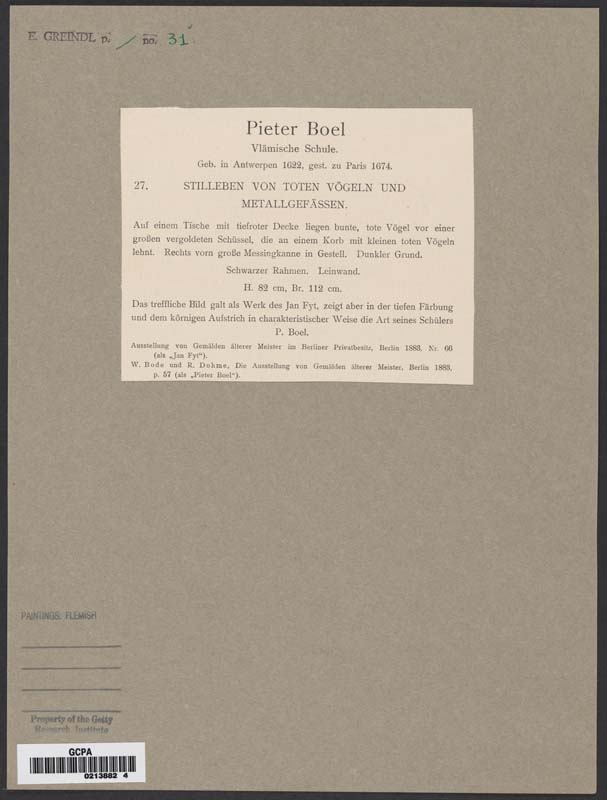 E. GREINDL p. / no. 31
Pieter Boel
Vlämische Schule.
Geb. in Antwerpen 1622, gest. zu Paris 1674.
27. STILLEBEN VON TOTEN VÖGELN UND
METALLGEFÄSSEN.
Auf einem Tische mit tiefroter Decke liegen bunte, tote Vögel vor einer
großen vergoldeten Schüssel, die an einem Korb mit kleinen toten Vögeln
lehnt. Rechts vorn große Messingkanne in Gestell. Dunkler Grund.
Schwarzer Rahmen. Leinwand.
H. 82 cm, Br. 112 cm.
Das treffliche Bild galt als Werk des Jan Fyt, zeigt aber in der tiefen Färbung
und dem körnigen Aufstrich in charakteristischer Weise die Art seines Schülers
P. Boel.
Ausstellung von Gemälden älterer Meister im Berliner Privatbesitz, Berlin 1883, Nr. 66
(als „Jan Fyt“).
W. Bode und R. Dohme, Die Ausstellung von Gemälden älterer Meister, Berlin 1883,
p. 57 (als „Pieter Boel“).
PAINTINGS: FLEMISH
Property of the Getty
Research Institute
GCPA
0213682 4